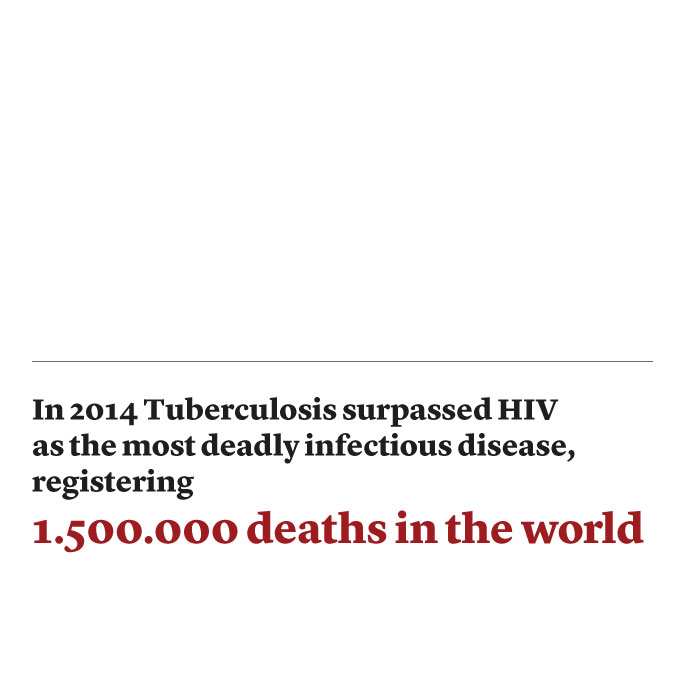 In 2014 Tuberculosis surpassed HIV
as the most deadly infectious disease,
registering
1.500.000 deaths in the world